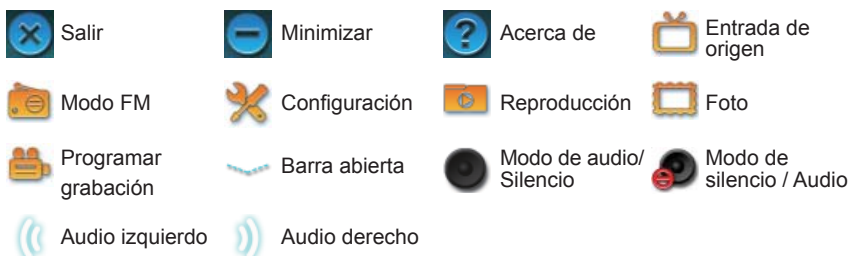 Salir
Minimizar
Acerca de
Entrada de
origen
Modo FM
Configuración
Reproducción
Foto
Programar
grabación
Barra abierta
Modo de audio/
Silencio
Modo de
silencio / Audio
Audio izquierdo
Audio derecho